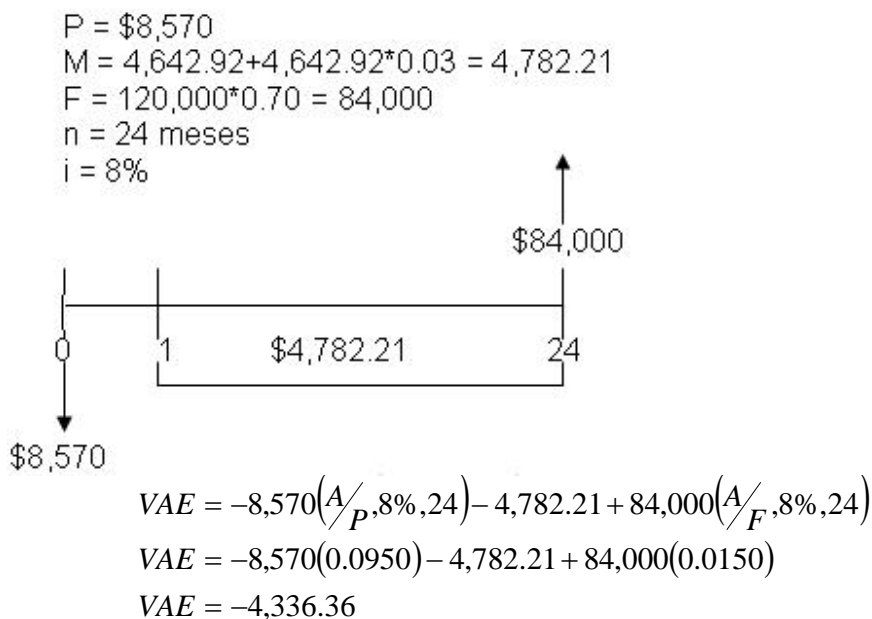 P = $8,570
M = 4,642.92+4,642.92*0.03 = 4,782.21
F = 120,000*0.70 = 84,000
n = 24 meses
i = 8%
$84,000
0 1 $4,782.21 24
$8,570
VAE = −8,570(A/P,8%,24)− 4,782.21+84,000(A/F,8%,24)
VAE = −8,570(0.0950)− 4,782.21+84,000(0.0150)
VAE = −4,336.36